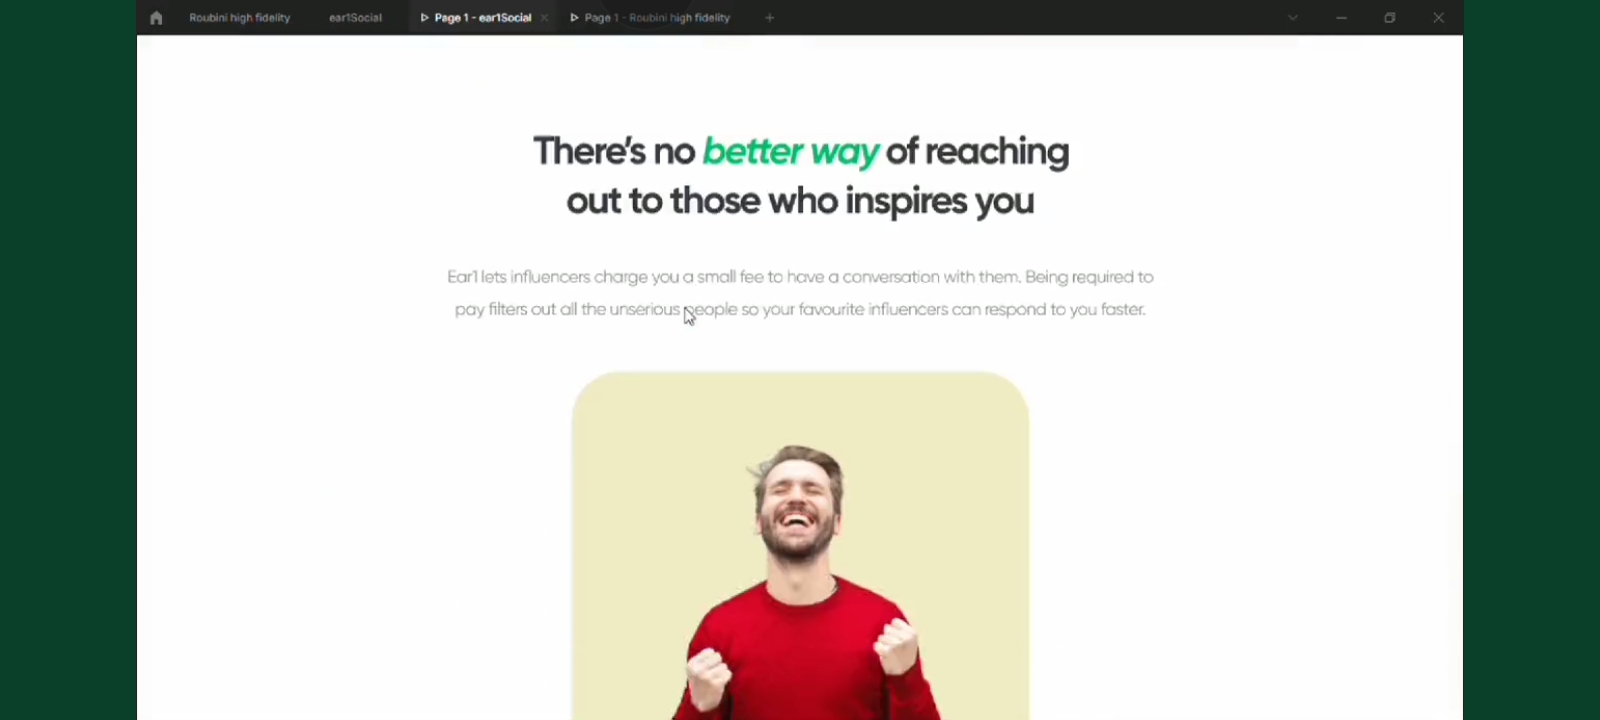 Roubini high fidelity
ear1Social
Page 1 - ear1Social
Page 1 - Roubini high fidelity
There's no better way of reaching
out to those who inspires you
Ear1 lets influencers charge you a small fee to have a conversation with them. Being required to
pay filters out all the unserious people so your favourite influencers can respond to you faster.